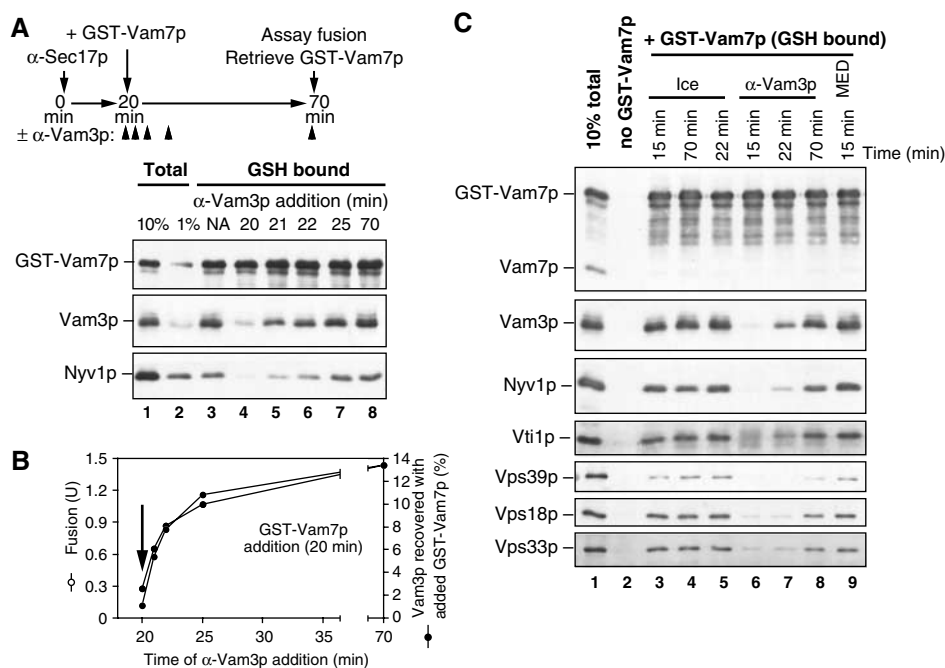 A
+ GST-Vam7p
α-Sec17p
Assay fusion
Retrieve GST-Vam7p
0 min
20 min
70 min
± α-Vam3p:
Total
GSH bound
α-Vam3p addition (min)
10% 1% NA 20 21 22 25 70
GST-Vam7p
Vam3p
Nyv1p
1 2 3 4 5 6 7 8
B
Fusion (U)
1.5
1.2
0.9
0.6
0.3
0
14
12
10
8
6
4
2
0
Vam3p recovered with
added GST-Vam7p (%)
GST-Vam7p
addition (20 min)
20 25 30 35 70
Time of α-Vam3p addition (min)
C
10% total
no GST-Vam7p
+ GST-Vam7p (GSH bound)
Ice
α-Vam3p
MED
15 min 70 min 22 min 15 min 22 min 70 min 15 min
Time (min)
GST-Vam7p
Vam7p
Vam3p
Nyv1p
Vti1p
Vps39p
Vps18p
Vps33p
1 2 3 4 5 6 7 8 9